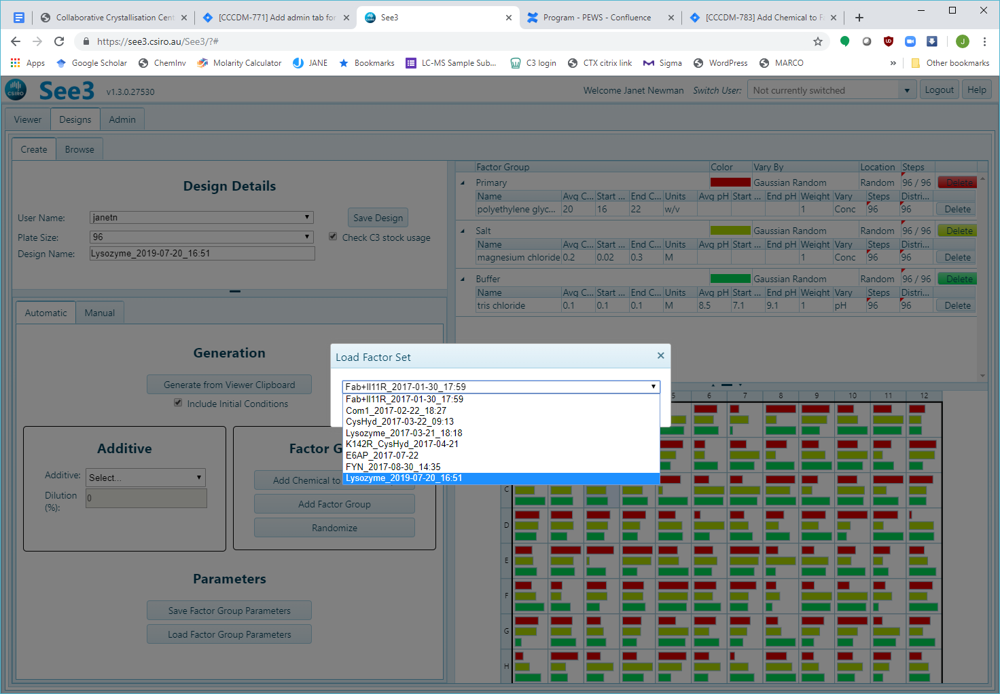 Collaborative Crystallisation Cent
[CCCDM-771] Add admin tab for
See3
Program - PEWS - Confluence
[CCCDM-783] Add Chemical to F
https://see3.csiro.au/See3/?#
J
Apps
Google Scholar
ChemInv
Molarity Calculator
JANE
Bookmarks
LC-MS Sample Sub...
C3 login
CTX citrix link
Sigma
WordPress
MARCO
»
Other bookmarks
CSIRO
See3
v1.3.0.27530
Welcome Janet Newman
Switch User:
Not currently switched
Logout
Help
Viewer
Designs
Admin
Create
Browse
Design Details
User Name:
janetn
Save Design
Plate Size:
96
Check C3 stock usage
Design Name:
Lysozyme_2019-07-20_16:51
Factor Group Color Vary By Location Steps
Primary Gaussian Random Random 96 / 96 Delete
Name Avg C... Start ... End C... Units Avg pH Start ... End pH Weight Vary Steps Distri...
polyethylene glyc... 20 16 22 w/v 1 Conc 96 96 Delete
Salt Gaussian Random Random 96 / 96 Delete
Name Avg C... Start ... End C... Units Avg pH Start ... End pH Weight Vary Steps Distri...
magnesium chloride 0.2 0.02 0.3 M 1 Conc 96 96 Delete
Buffer Gaussian Random Random 96 / 96 Delete
Name Avg C... Start ... End C... Units Avg pH Start ... End pH Weight Vary Steps Distri...
tris chloride 0.1 0.1 0.1 M 8.5 7.1 9.1 1 pH 96 96 Delete
Automatic
Manual
Generation
Generate from Viewer Clipboard
Include Initial Conditions
Additive
Additive:
Select...
Dilution
(%):
0
Factor G
Add Chemical to
Add Factor Group
Randomize
Parameters
Save Factor Group Parameters
Load Factor Group Parameters
Load Factor Set
Fab+Il11R_2017-01-30_17:59
Fab+Il11R_2017-01-30_17:59
Com1_2017-02-22_18:27
CysHyd_2017-03-22_09:13
Lysozyme_2017-03-21_18:18
K142R_CysHyd_2017-04-21
E6AP_2017-07-22
FYN_2017-08-30_14:35
Lysozyme_2019-07-20_16:51
5 6 7 8 9 10 11 12
C
D
E
F
G
H